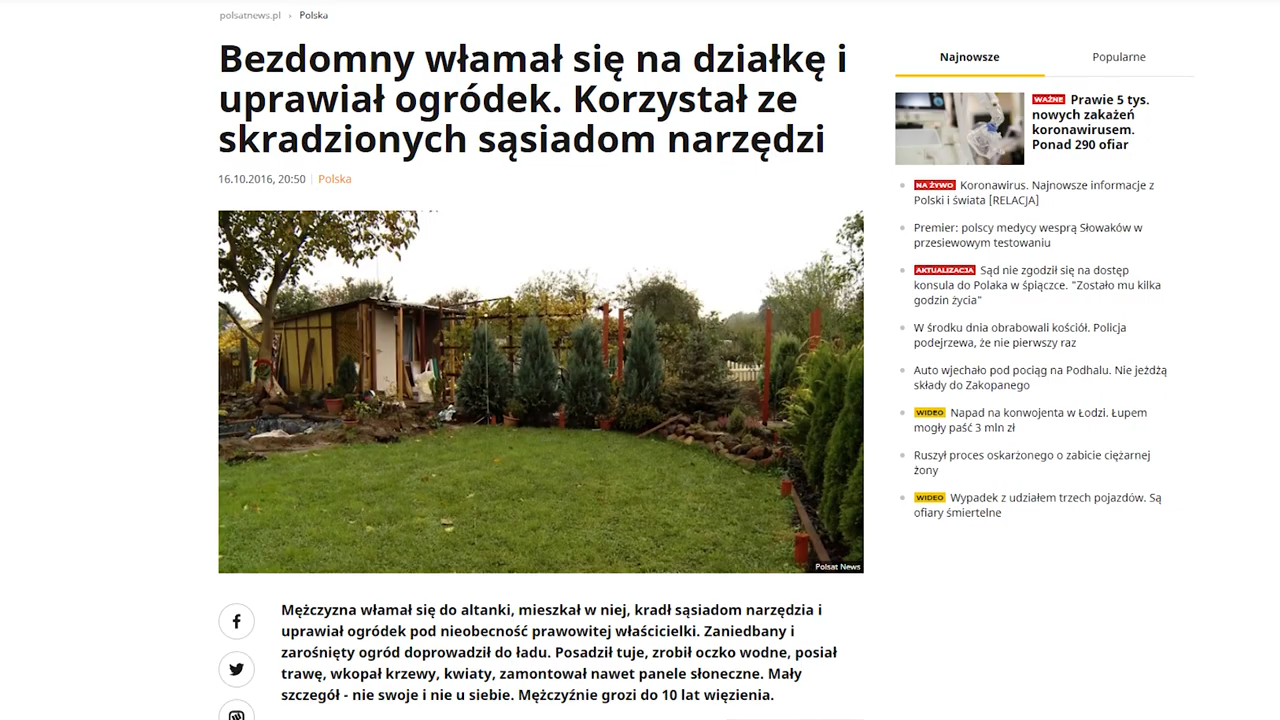 polsatnews.pl › Polska
Bezdomny włamał się na działkę i
uprawiał ogródek. Korzystał ze
skradzionych sąsiadom narzędzi
16.10.2016, 20:50 | Polska
Polsat News
Mężczyzna włamał się do altanki, mieszkał w niej, kradł sąsiadom narzędzia i
uprawiał ogródek pod nieobecność prawowitej właścicielki. Zaniedbany i
zarośnięty ogród doprowadził do ładu. Posadził tuje, zrobił oczko wodne, posiał
trawę, wkopał krzewy, kwiaty, zamontował nawet panele słoneczne. Mały
szczegół - nie swoje i nie u siebie. Mężczyźnie grozi do 10 lat więzienia.
Najnowsze
Popularne
WAŻNE Prawie 5 tys.
nowych zakażeń
koronawirusem.
Ponad 290 ofiar
NA ŻYWO Koronawirus. Najnowsze informacje z
Polski i świata [RELACJA]
Premier: polscy medycy wesprą Słowaków w
przesiewowym testowaniu
AKTUALIZACJA Sąd nie zgodził się na dostęp
konsula do Polaka w śpiączce. "Zostało mu kilka
godzin życia"
W środku dnia obrabowali kościół. Policja
podejrzewa, że nie pierwszy raz
Auto wjechało pod pociąg na Podhalu. Nie jeżdżą
składy do Zakopanego
WIDEO Napad na konwojenta w Łodzi. Łupem
mogły paść 3 mln zł
Ruszył proces oskarżonego o zabicie ciężarnej
żony
WIDEO Wypadek z udziałem trzech pojazdów. Są
ofiary śmiertelne